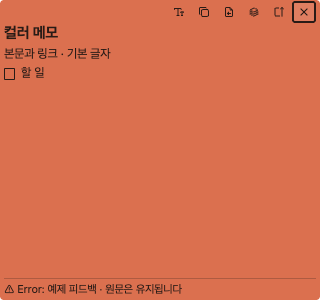 컬러 메모
본문과 링크 · 기본 글자
할 일
Error: 예제 피드백 · 원문은 유지됩니다